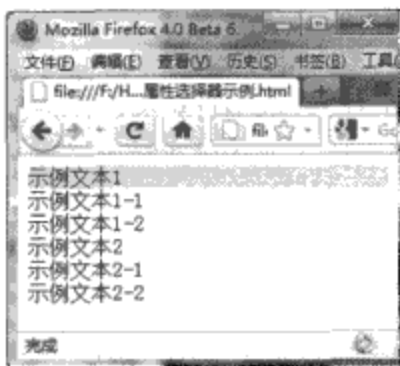 Mozilla Firefox 4.0 Beta 6
文件(F) 编辑(E) 查看(V) 历史(S) 书签(B) 工具(
file:///F:/H...属性选择器示例.html
file
示例文本1
示例文本1-1
示例文本1-2
示例文本2
示例文本2-1
示例文本2-2
完成